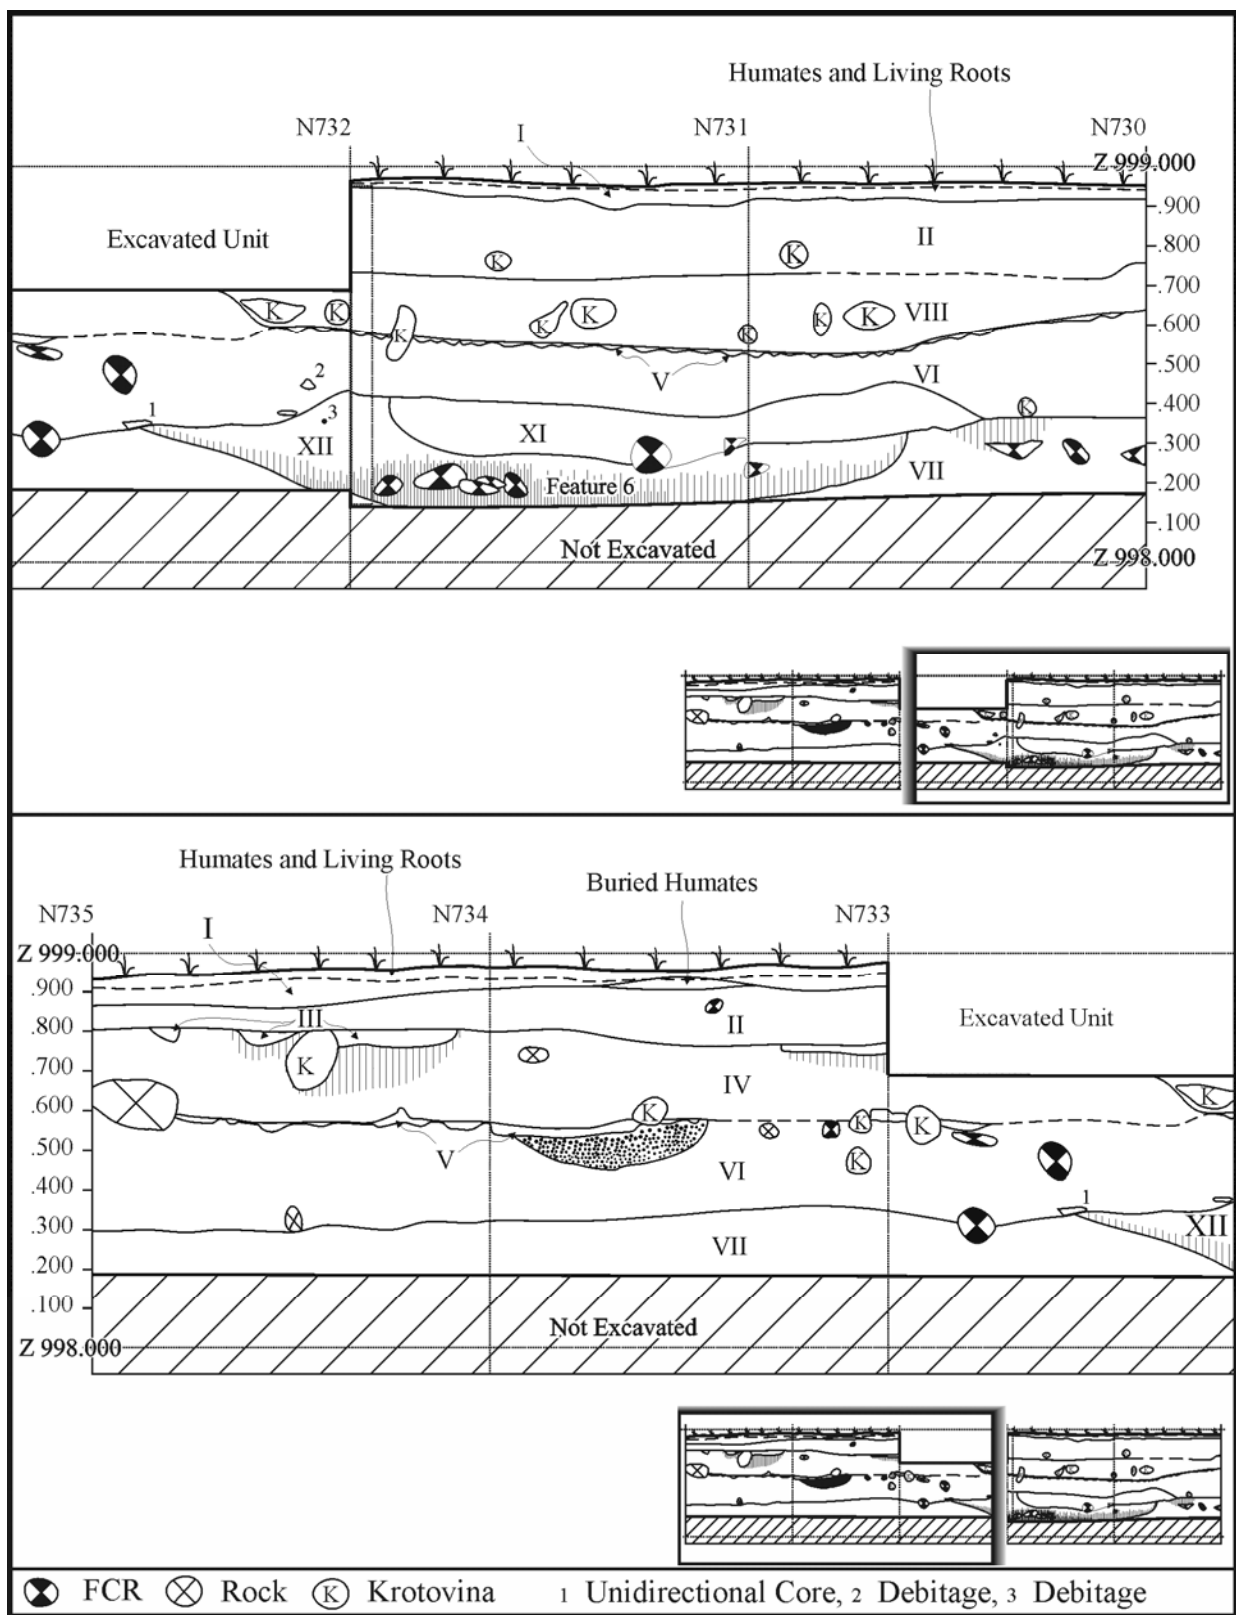 Humates and Living Roots
N732 I N731 N730
Z 999.000
.900
Excavated Unit II
K K .800
.700
K K K K K K K VIII
.600
K
V .500
2 VI
.400
1 3 K
XII XI .300
VII
Feature 6 .200
.100
Not Excavated
Z 998.000
Humates and Living Roots
Buried Humates
N735 I N734 N733
Z 999.000
.900
III II Excavated Unit
.800
K
.700 IV
K
.600 K K K
V .500 VI K
.400
1
.300 XII
VII
.200
.100
Not Excavated
Z 998.000
FCR Rock K Krotovina 1 Unidirectional Core, 2 Debitage, 3 Debitage